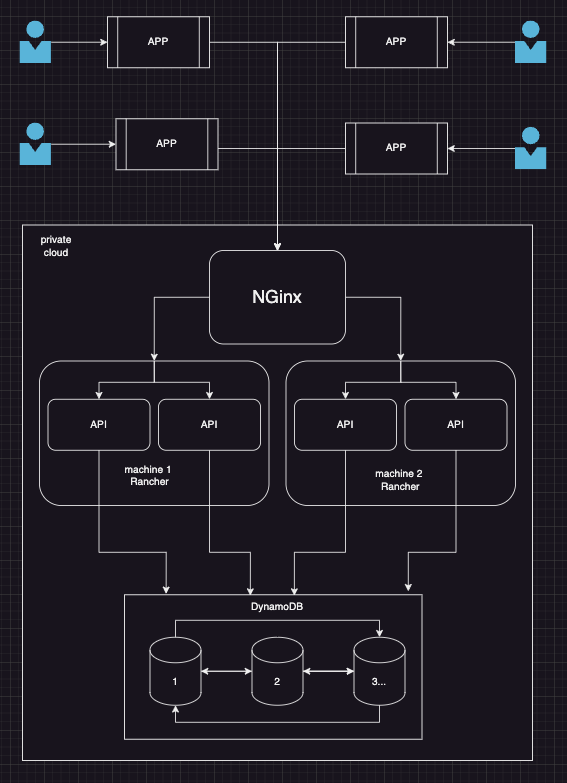 APP
APP
APP
APP
private
cloud
NGinx
API
API
API
API
machine 1
Rancher
machine 2
Rancher
DynamoDB
1
2
3...